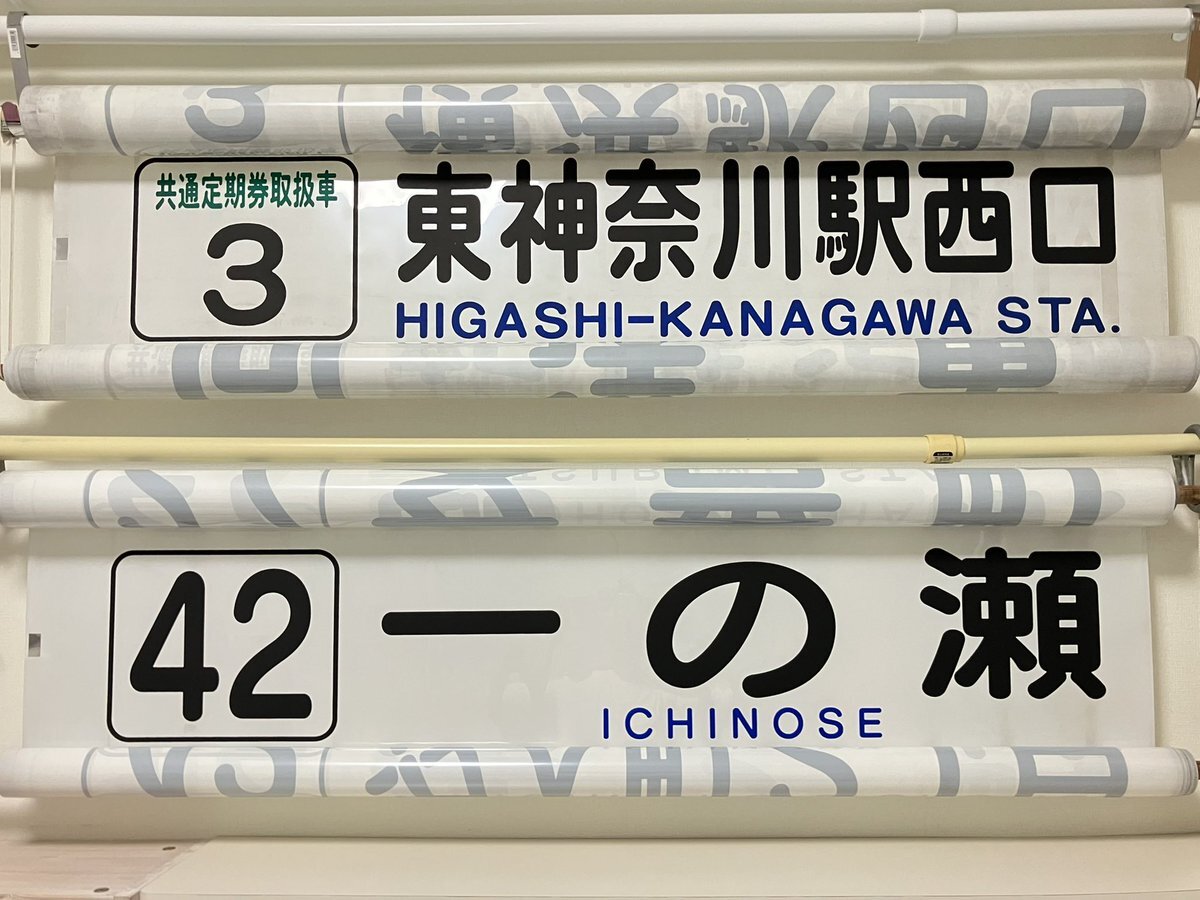 共通定期券取扱車
3
東神奈川駅西口
HIGASHI-KANAGAWA STA.
42
一の瀬
ICHINOSE